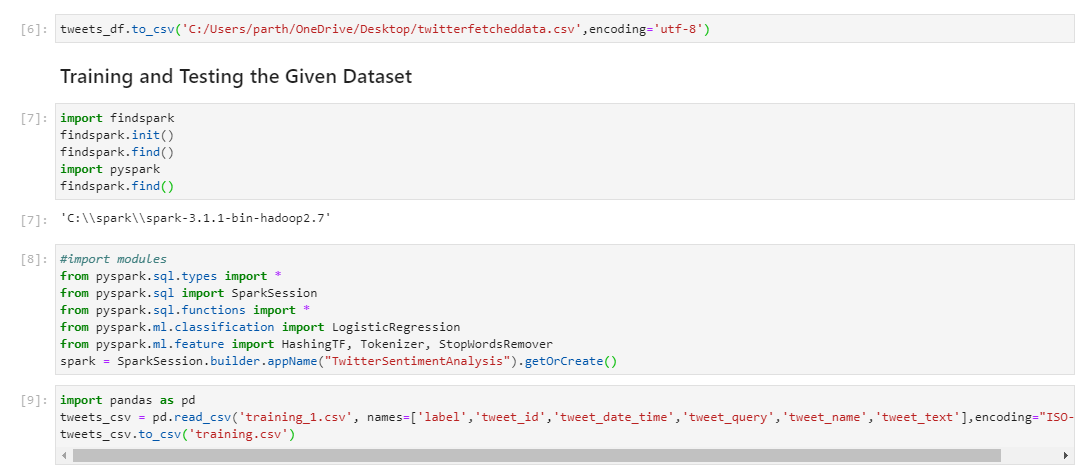 [6]: tweets_df.to_csv('C:/Users/parth/OneDrive/Desktop/twitterfetcheddata.csv',encoding='utf-8')
Training and Testing the Given Dataset
[7]: import findspark
findspark.init()
findspark.find()
import pyspark
findspark.find()
[7]: 'C:\\spark\\spark-3.1.1-bin-hadoop2.7'
[8]: #import modules
from pyspark.sql.types import *
from pyspark.sql import SparkSession
from pyspark.sql.functions import *
from pyspark.ml.classification import LogisticRegression
from pyspark.ml.feature import HashingTF, Tokenizer, StopWordsRemover
spark = SparkSession.builder.appName("TwitterSentimentAnalysis").getOrCreate()
[9]: import pandas as pd
tweets_csv = pd.read_csv('training_1.csv', names=['label','tweet_id','tweet_date_time','tweet_query','tweet_name','tweet_text'],encoding="ISO-
tweets_csv.to_csv('training.csv')